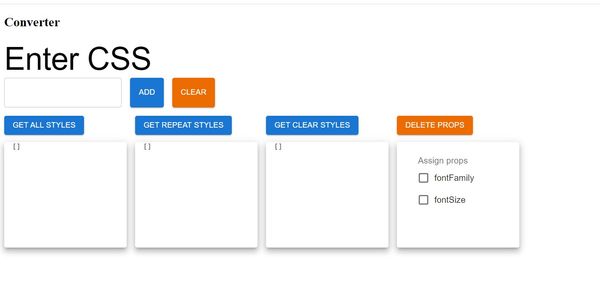 Converter
Enter CSS
ADD CLEAR
GET ALL STYLES GET REPEAT STYLES GET CLEAR STYLES DELETE PROPS
[] [] []
Assign props
fontFamily
fontSize